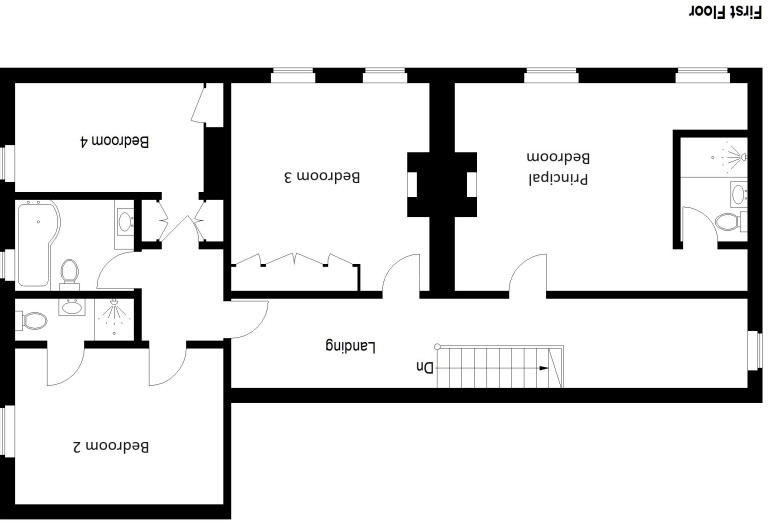 First Floor
Bedroom 2
Dn
Landing
Principal
Bedroom
Bedroom 3
Bedroom 4